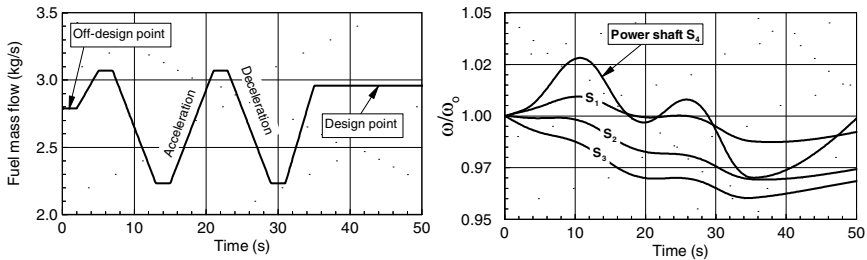 3.5
3.0
2.5
2.0
0
10
20
30
40
50
Time (s)
Fuel mass flow (kg/s)
Off-design point
Acceleration
Deceleration
Design point
1.05
1.02
1.00
0.97
0.95
0
10
20
30
40
50
Time (s)
ω/ωo
Power shaft S4
S1
S2
S3